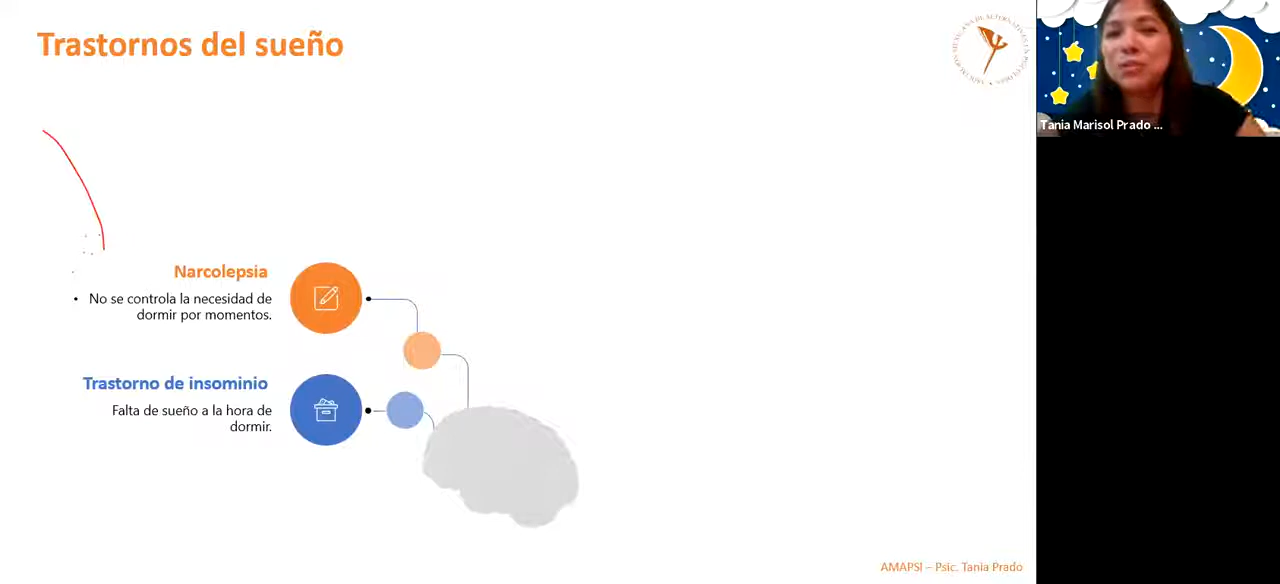 Trastornos del sueño
Tania Marisol Prado ...
Narcolepsia
• No se controla la necesidad de
dormir por momentos.
Trastorno de insominio
Falta de sueño a la hora de
dormir.
AMAPSI – Psic. Tania Prado